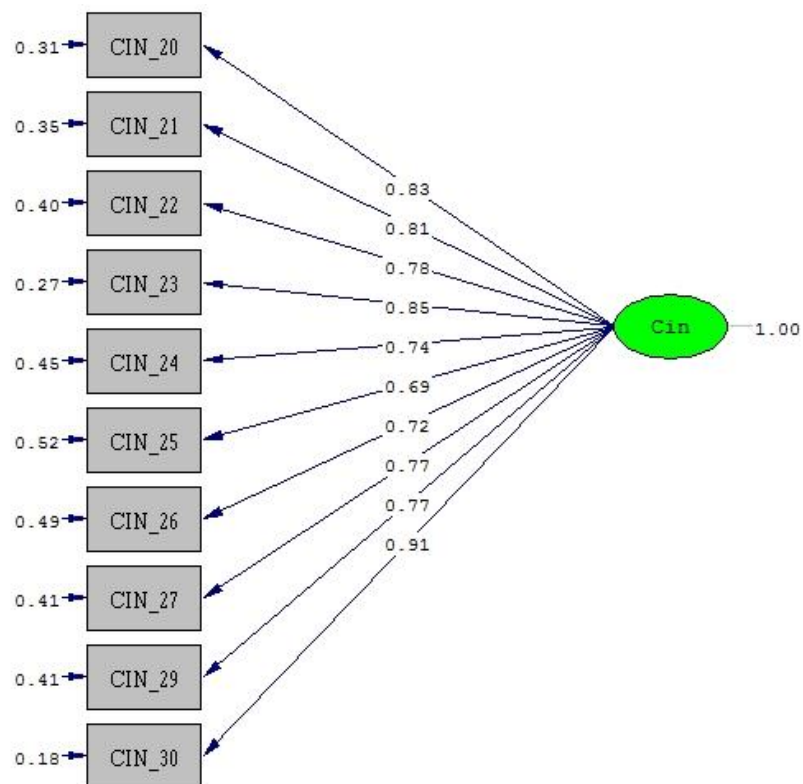 0.31 CIN_20
0.35 CIN_21
0.83
0.40 CIN_22
0.81
0.78
0.27 CIN_23
0.85
Cin 1.00
0.74
0.45 CIN_24
0.69
0.72
0.52 CIN_25
0.77
0.77
0.49 CIN_26
0.91
0.41 CIN_27
0.41 CIN_29
0.18 CIN_30